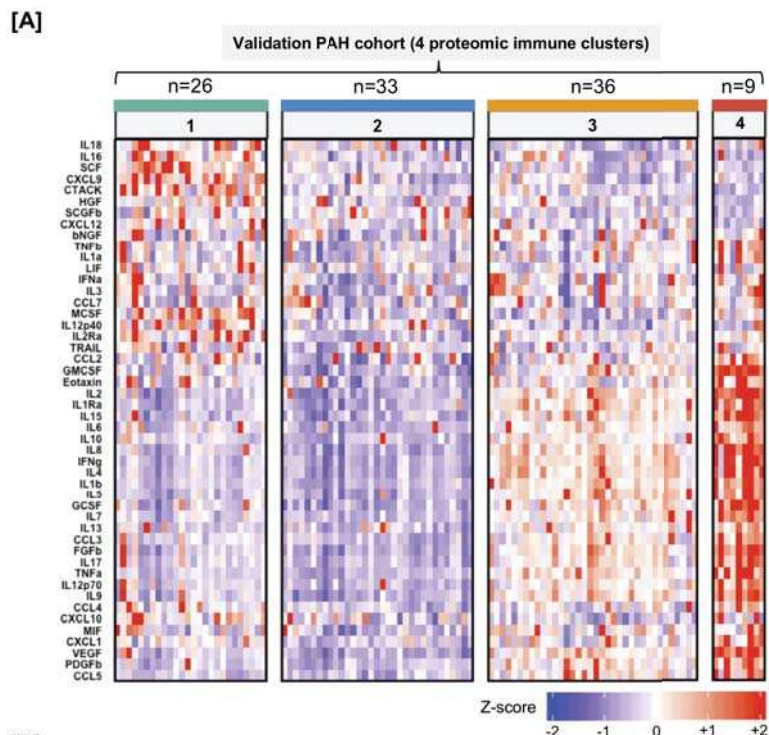 [A]
Validation PAH cohort (4 proteomic immune clusters)
n=26 n=33 n=36 n=9
1 2 3 4
IL18
IL16
SCF
CXCL9
CTACK
HGF
SCGFb
CXCL12
bNGF
TNFb
IL1a
LIF
IFNa
IL3
CCL7
MCSF
IL12p40
IL2Ra
TRAIL
CCL2
GMCSF
Eotaxin
IL2
IL1Ra
IL15
IL6
IL10
IL8
IFNg
IL4
IL1b
IL5
GCSF
IL7
IL13
CCL3
FGFb
IL17
TNFa
IL12p70
IL9
CCL4
CXCL10
MIF
CXCL1
VEGF
PDGFb
CCL5
Z-score
-2 -1 0 +1 +2